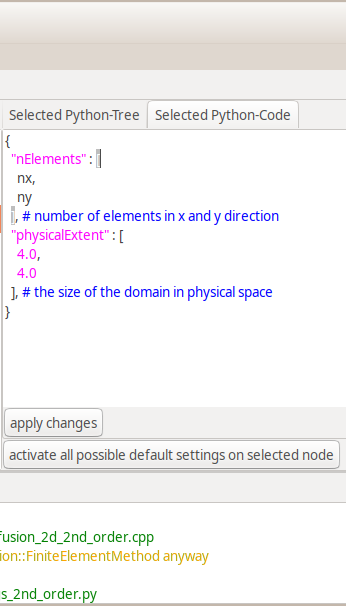 Selected Python-Tree Selected Python-Code
{
"nElements" : [
nx,
ny
], # number of elements in x and y direction
"physicalExtent" : [
4.0,
4.0
], # the size of the domain in physical space
}
apply changes
activate all possible default settings on selected node
fusion_2d_2nd_order.cpp
ion::FiniteElementMethod anyway
s_2nd_order.py